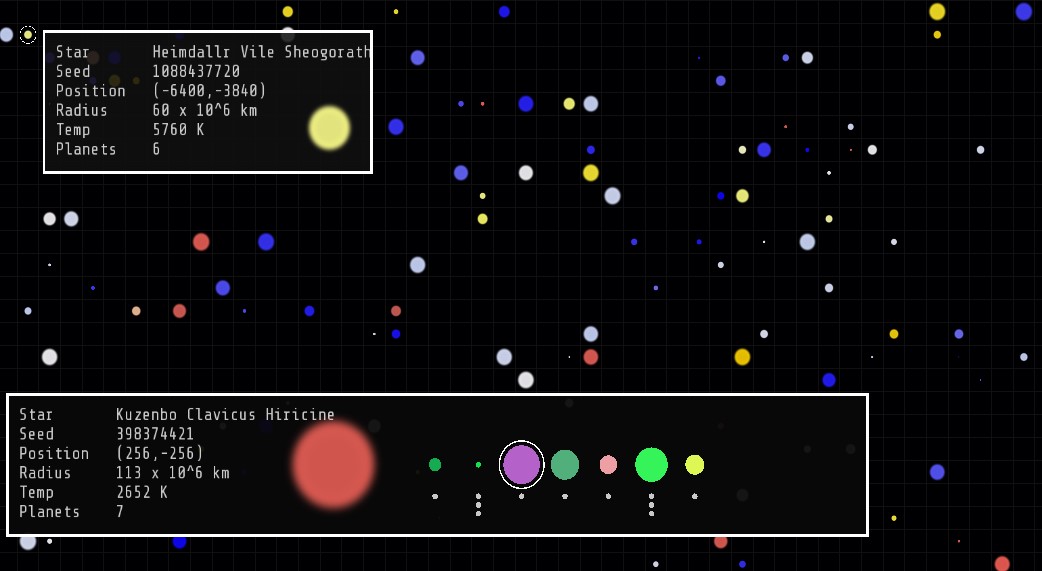 Star Heimdallr Vile Sheogorath
Seed 1088437720
Position (-6400,-3840)
Radius 60 x 10^6 km
Temp 5760 K
Planets 6
Star Kuzenbo Clavicus Hiricine
Seed 398374421
Position (256,-256)
Radius 113 x 10^6 km
Temp 2652 K
Planets 7